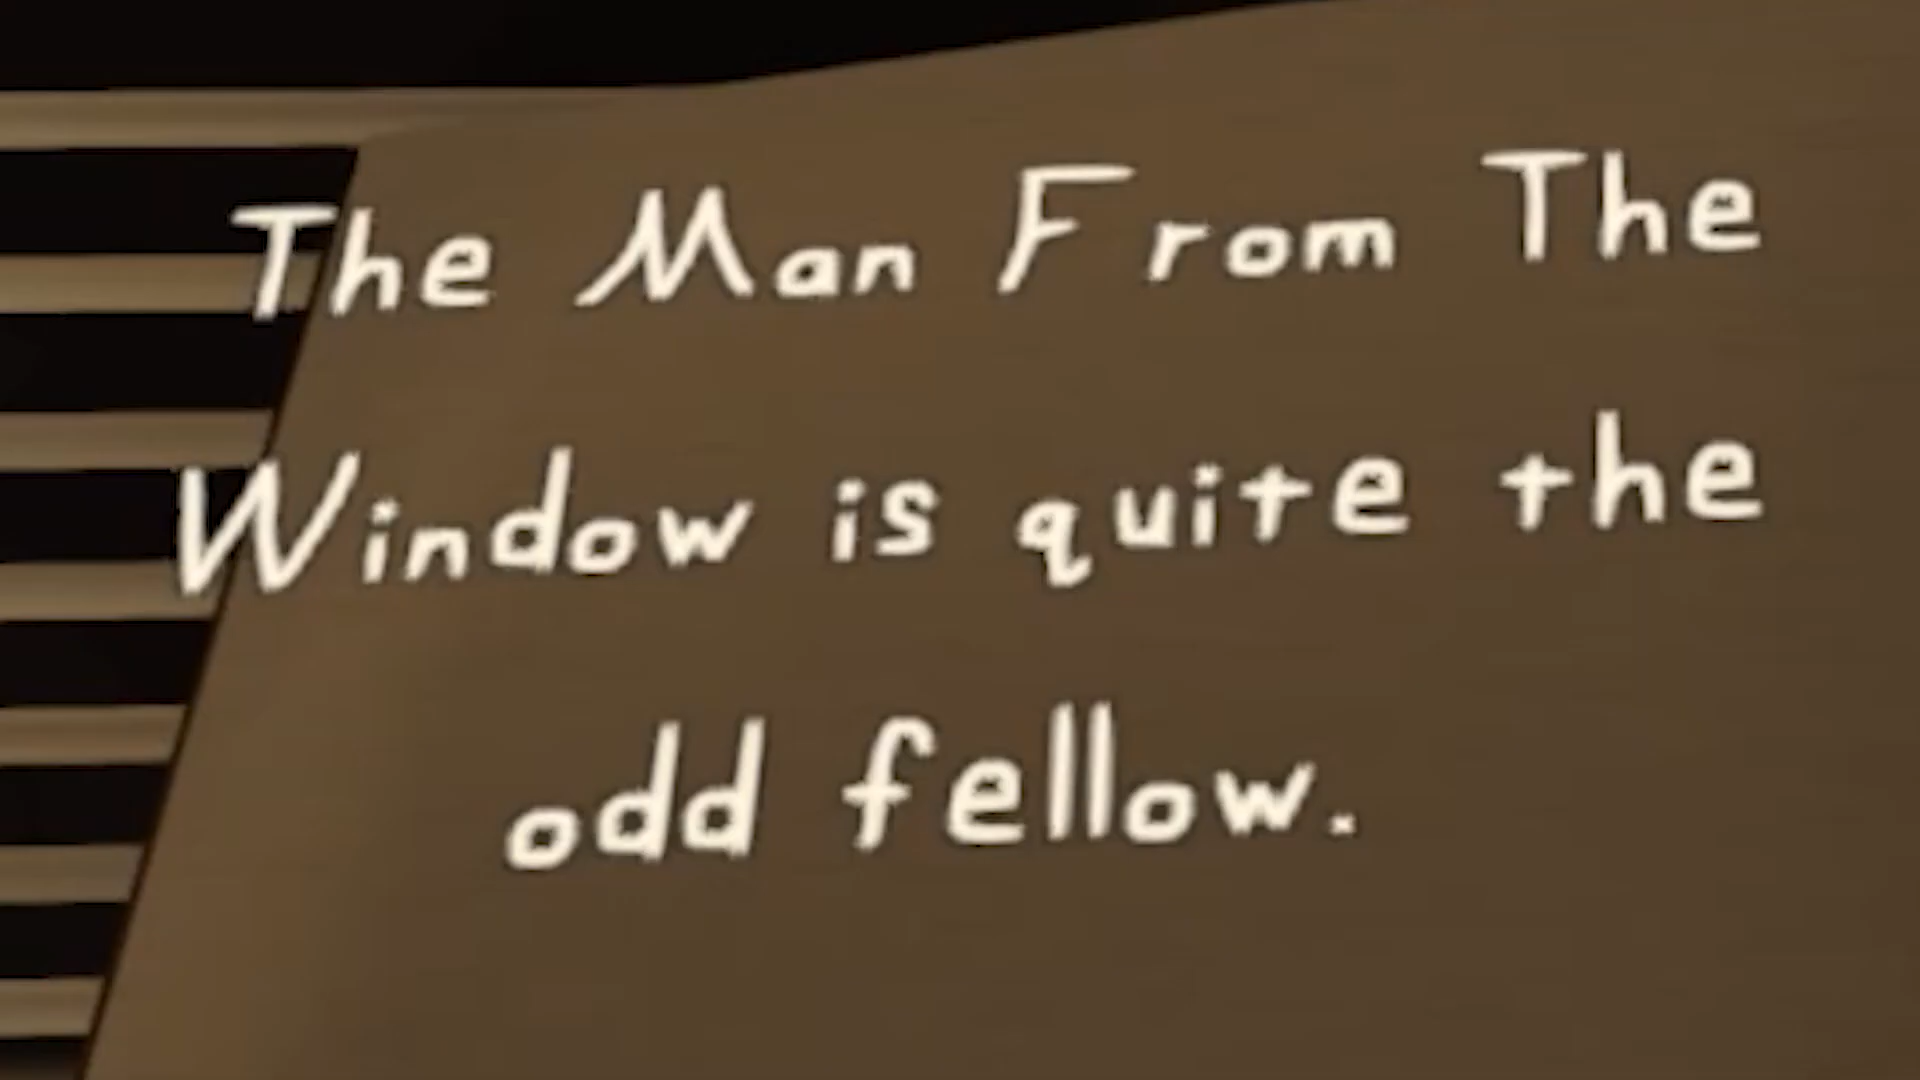 The Man From The
Window is quite the
odd fellow.